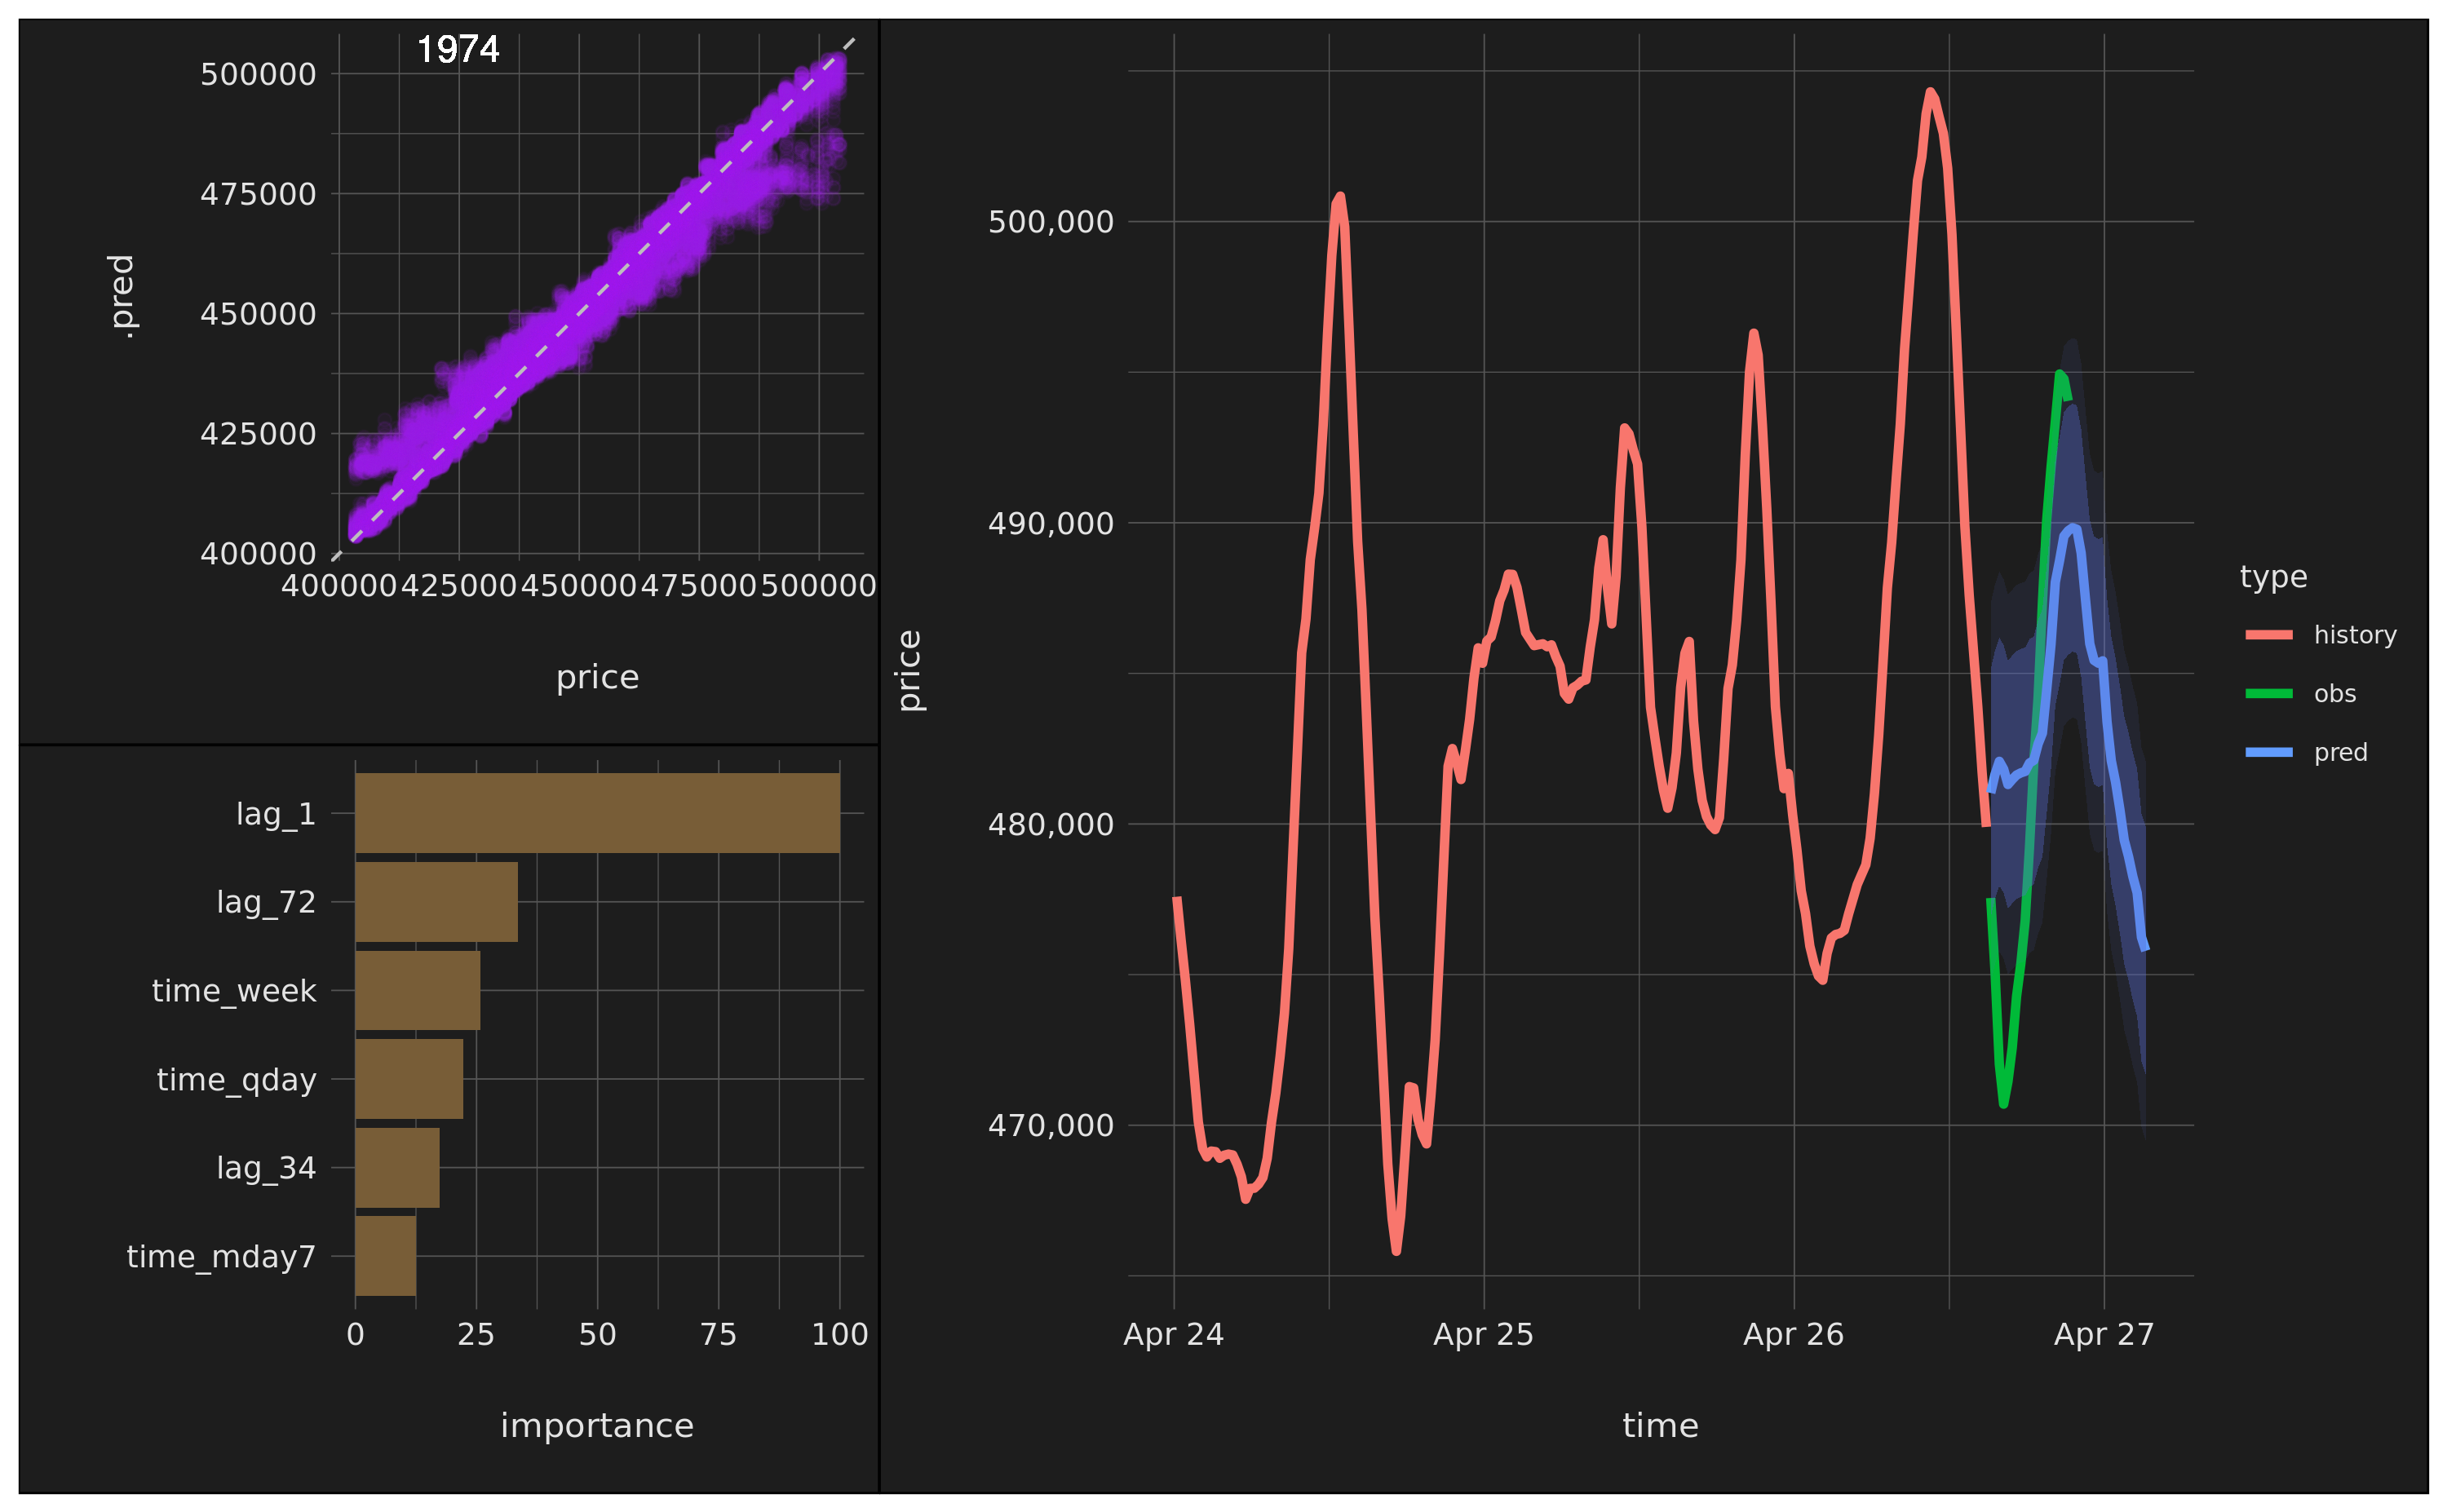 1974
500000
475000
450000
425000
400000
.pred
400000 425000 450000 475000 500000
price
lag_1
lag_72
time_week
time_qday
lag_34
time_mday7
0 25 50 75 100
importance
500,000
490,000
480,000
470,000
price
Apr 24 Apr 25 Apr 26 Apr 27
time
type
history
obs
pred